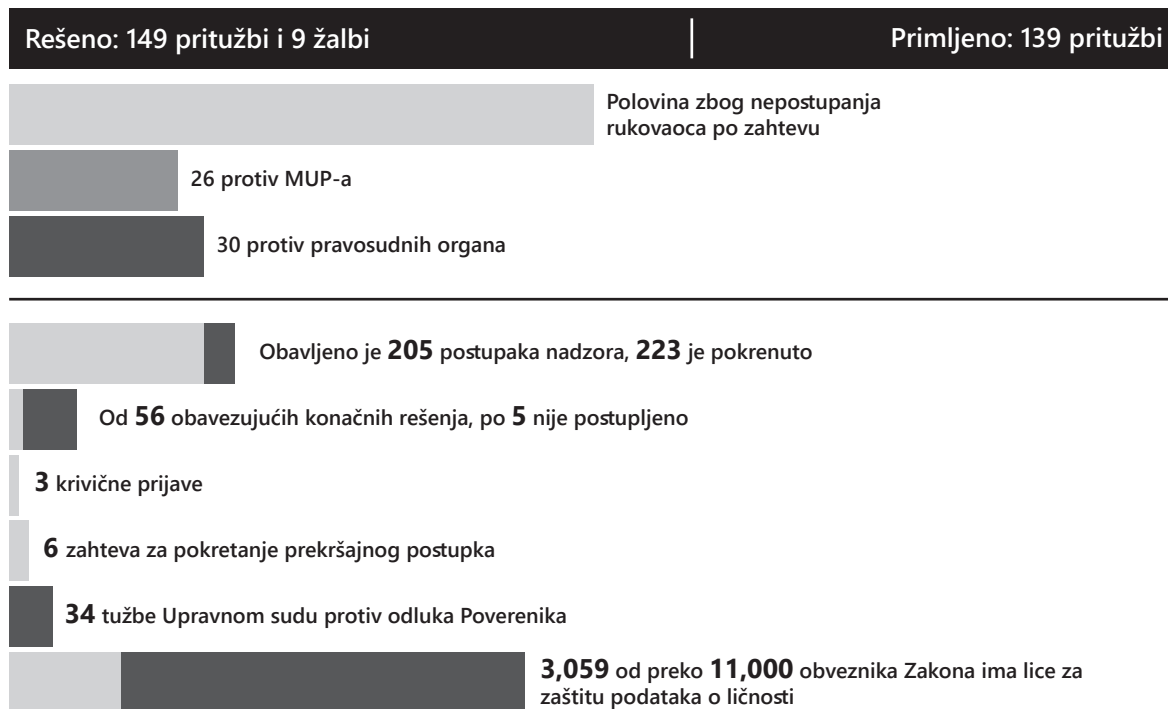 Rešeno: 149 pritužbi i 9 žalbi
Primljeno: 139 pritužbi
Polovina zbog nepostupanja
rukovaoca po zahtevu
26 protiv MUP-a
30 protiv pravosudnih organa
Obavljeno je 205 postupaka nadzora, 223 je pokrenuto
Od 56 obavezujućih konačnih rešenja, po 5 nije postupljeno
3 krivične prijave
6 zahteva za pokretanje prekršajnog postupka
34 tužbe Upravnom sudu protiv odluka Poverenika
3,059 od preko 11,000 obveznika Zakona ima lice za
zaštitu podataka o ličnosti